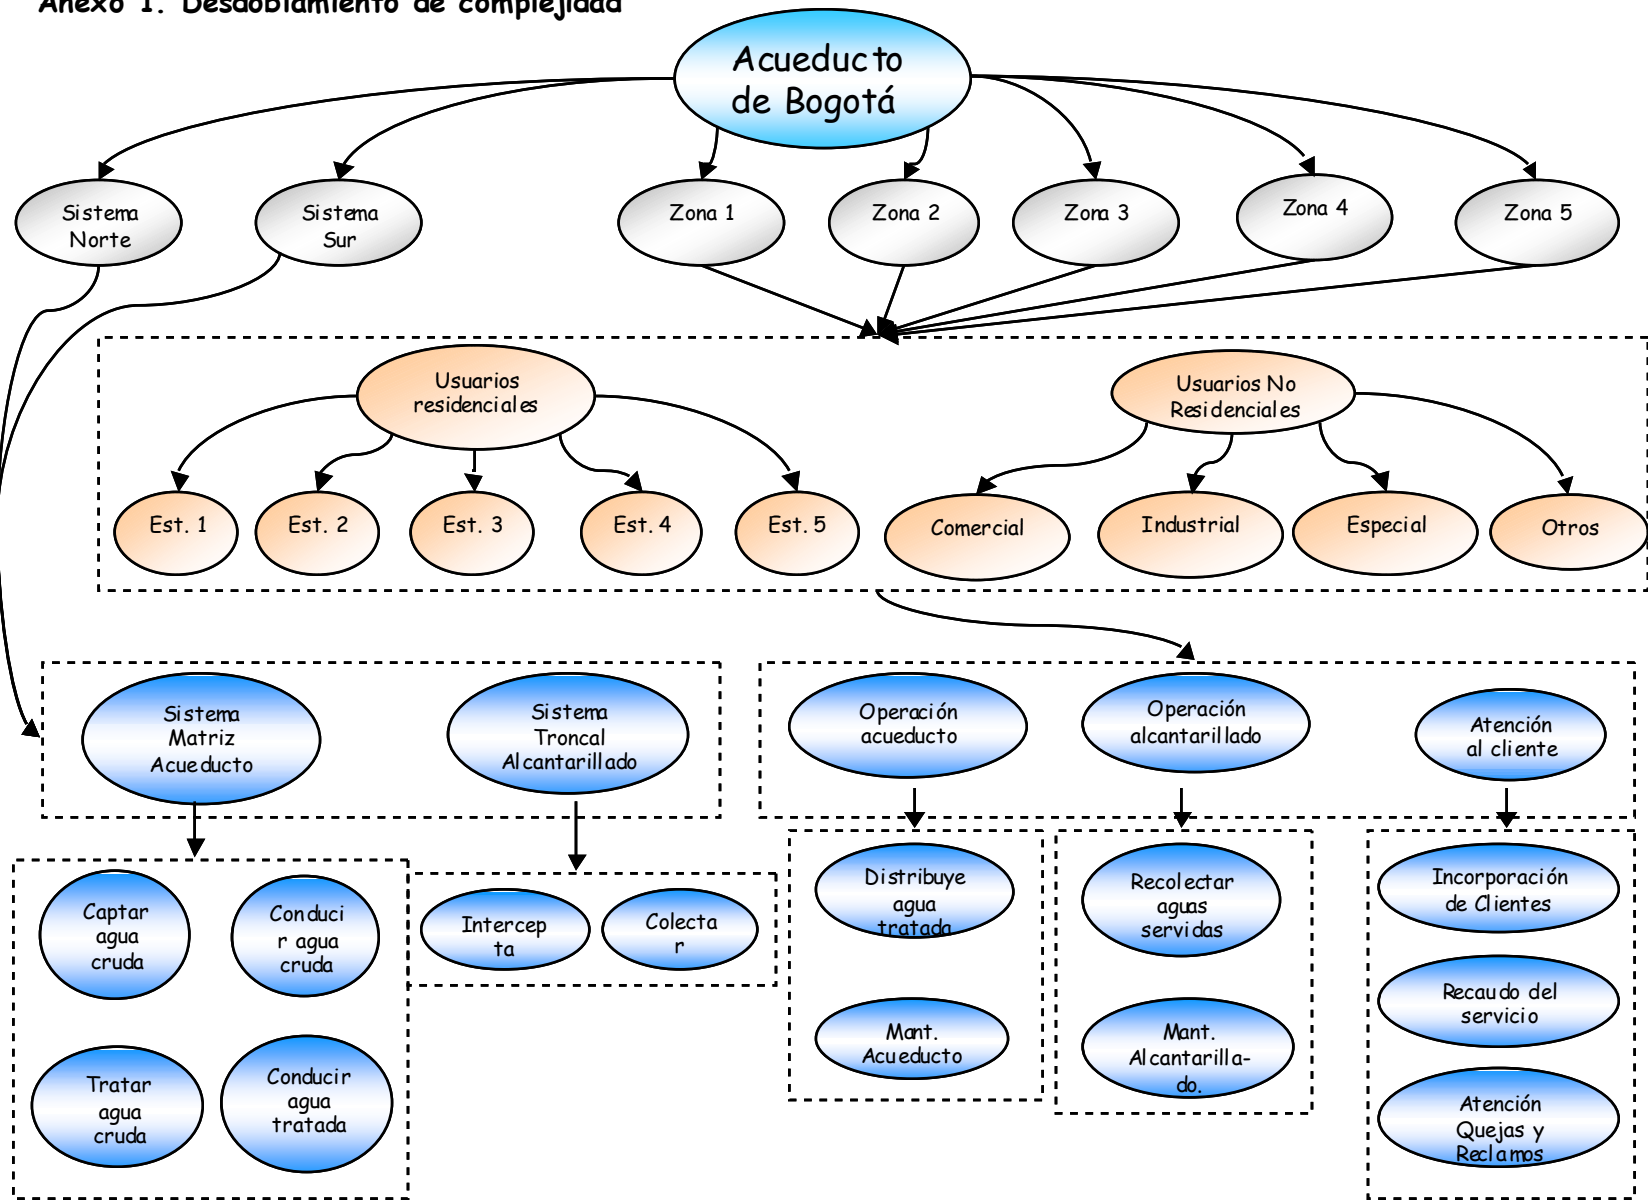 Anexo 1. Desdoblamiento de complejidad
Acueducto
de Bogotá
Sistema
Norte
Sistema
Sur
Zona 1
Zona 2
Zona 3
Zona 4
Zona 5
Usuarios
residenciales
Usuarios No
Residenciales
Est. 1
Est. 2
Est. 3
Est. 4
Est. 5
Comercial
Industrial
Especial
Otros
Sistema
Matriz
Acueducto
Sistema
Troncal
Alcantarillado
Operación
acueducto
Operación
alcantarillado
Atención
al cliente
Captar
agua
cruda
Conduci
r agua
cruda
Tratar
agua
cruda
Conducir
agua
tratada
Intercep
ta
Colecta
r
Distribuye
agua
tratada
Mant.
Acueducto
Recolectar
aguas
servidas
Mant.
Alcantarilla-
do.
Incorporación
de Clientes
Recaudo del
servicio
Atención
Quejas y
Reclamos